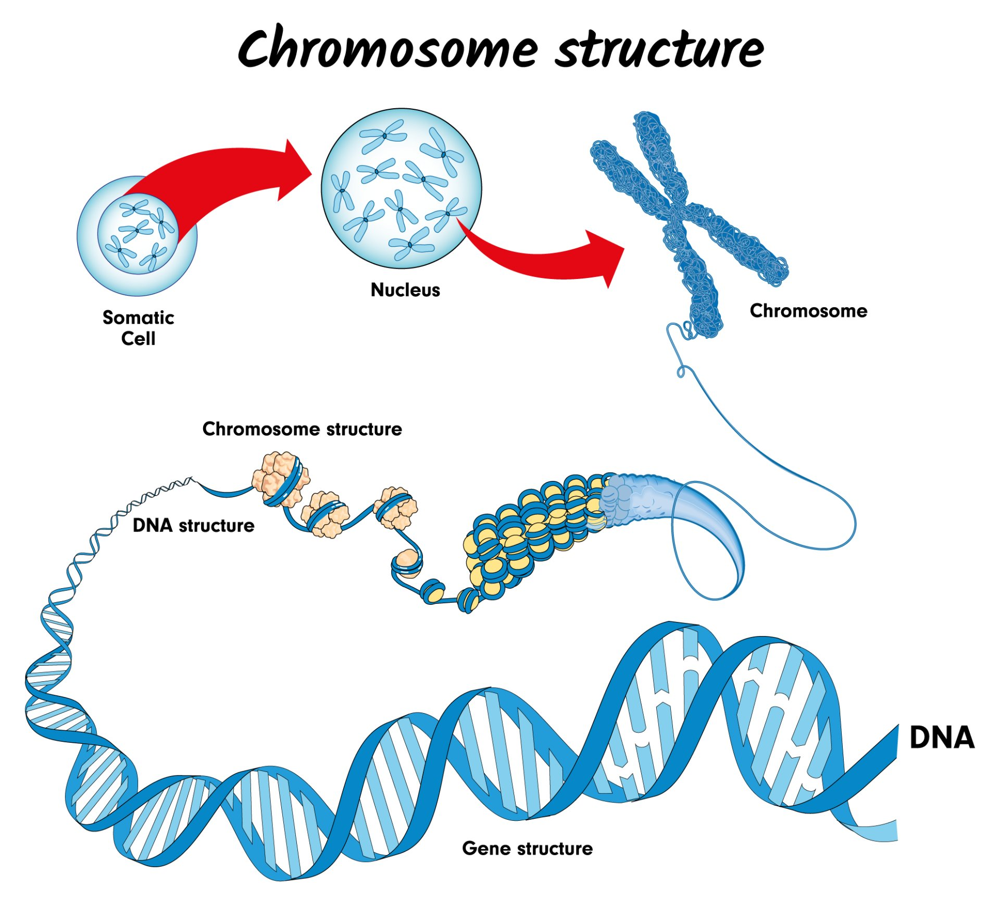 Chromosome structure
Nucleus
Somatic
Cell
Chromosome
Chromosome structure
DNA structure
DNA
Gene structure